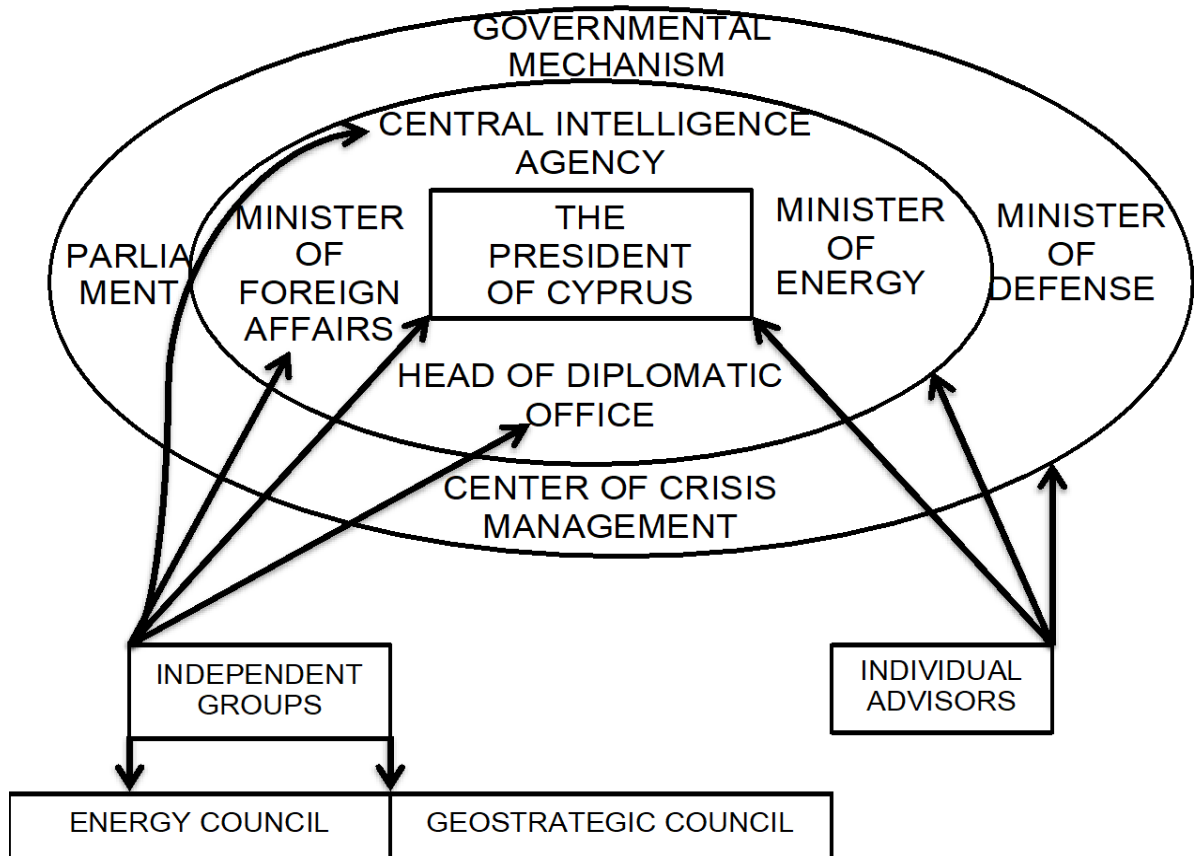 GOVERNMENTAL
MECHANISM
CENTRAL INTELLIGENCE
AGENCY
PARLIA
MENT
MINISTER
OF
FOREIGN
AFFAIRS
THE
PRESIDENT
OF CYPRUS
MINISTER
OF
ENERGY
MINISTER
OF
DEFENSE
HEAD OF DIPLOMATIC
OFFICE
CENTER OF CRISIS
MANAGEMENT
INDEPENDENT
GROUPS
INDIVIDUAL
ADVISORS
ENERGY COUNCIL
GEOSTRATEGIC COUNCIL